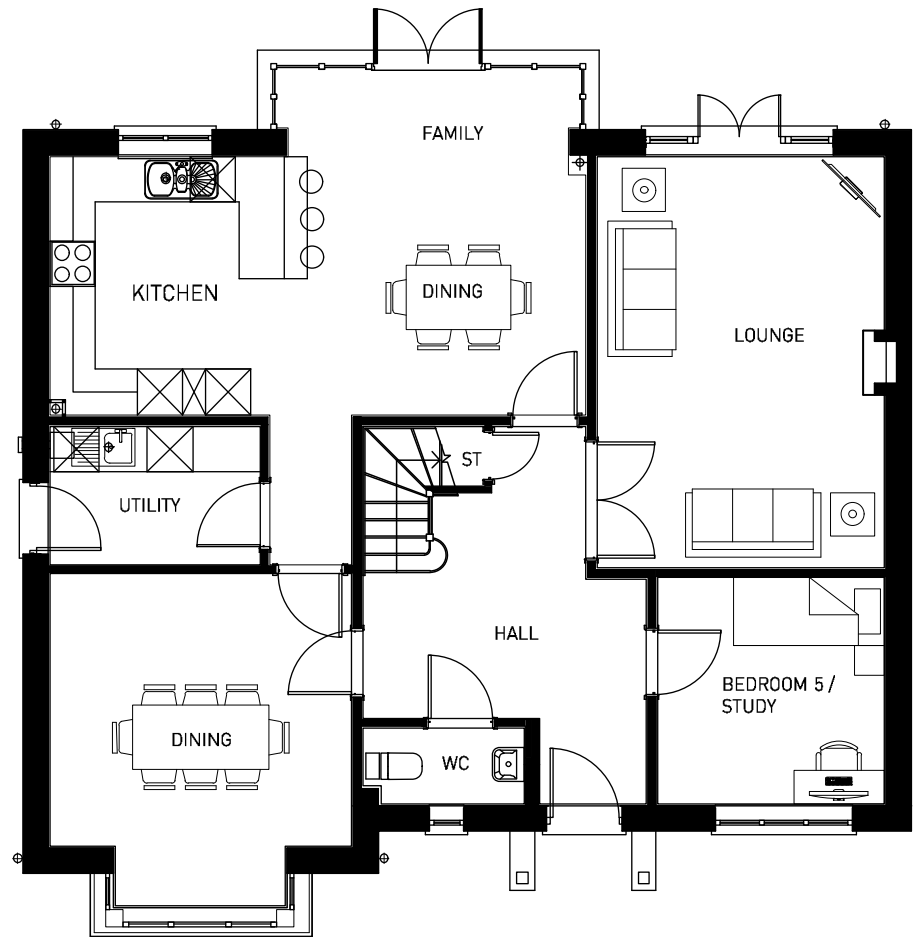 FAMILY
KITCHEN
DINING
LOUNGE
ST
UTILITY
HALL
BEDROOM 5 /
STUDY
DINING
WC